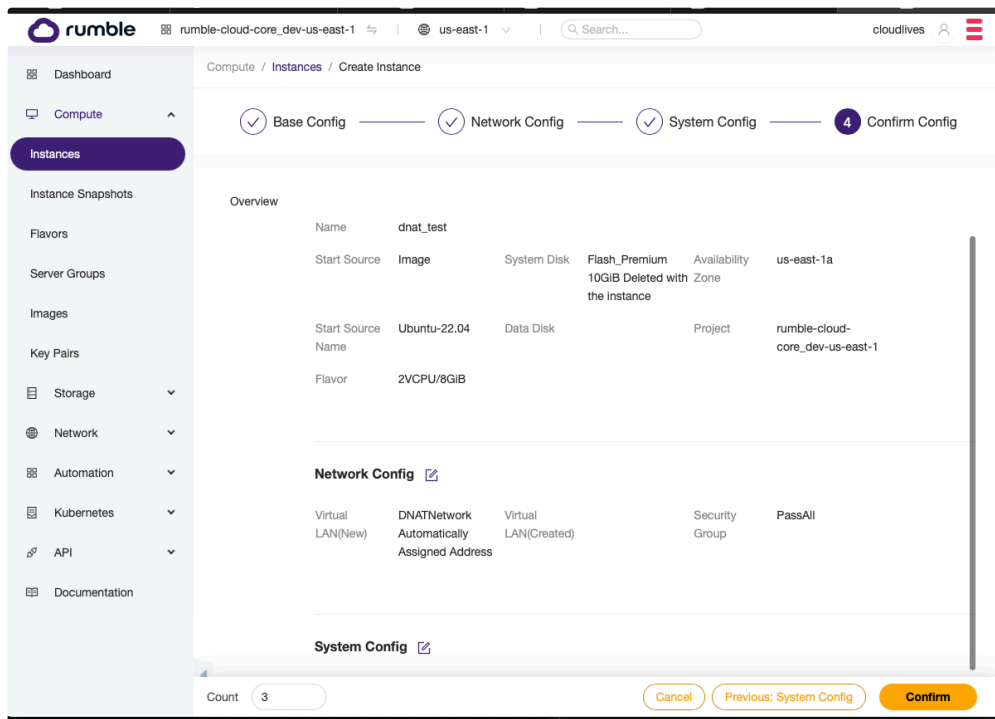 rumble
rumble-cloud-core_dev-us-east-1
us-east-1
Search...
cloudlives
Dashboard
Compute
Instances
Instance Snapshots
Flavors
Server Groups
Images
Key Pairs
Storage
Network
Automation
Kubernetes
API
Documentation
Compute / Instances / Create Instance
Base Config
Network Config
System Config
4 Confirm Config
Overview
Name dnat_test
Start Source Image System Disk Flash_Premium Availability us-east-1a
10GiB Deleted with Zone
the instance
Start Source Ubuntu-22.04 Data Disk Project rumble-cloud-
Name core_dev-us-east-1
Flavor 2VCPU/8GiB
Network Config
Virtual DNATNetwork Virtual Security PassAll
LAN(New) Automatically LAN(Created) Group
Assigned Address
System Config
Count 3 Cancel Previous: System Config Confirm